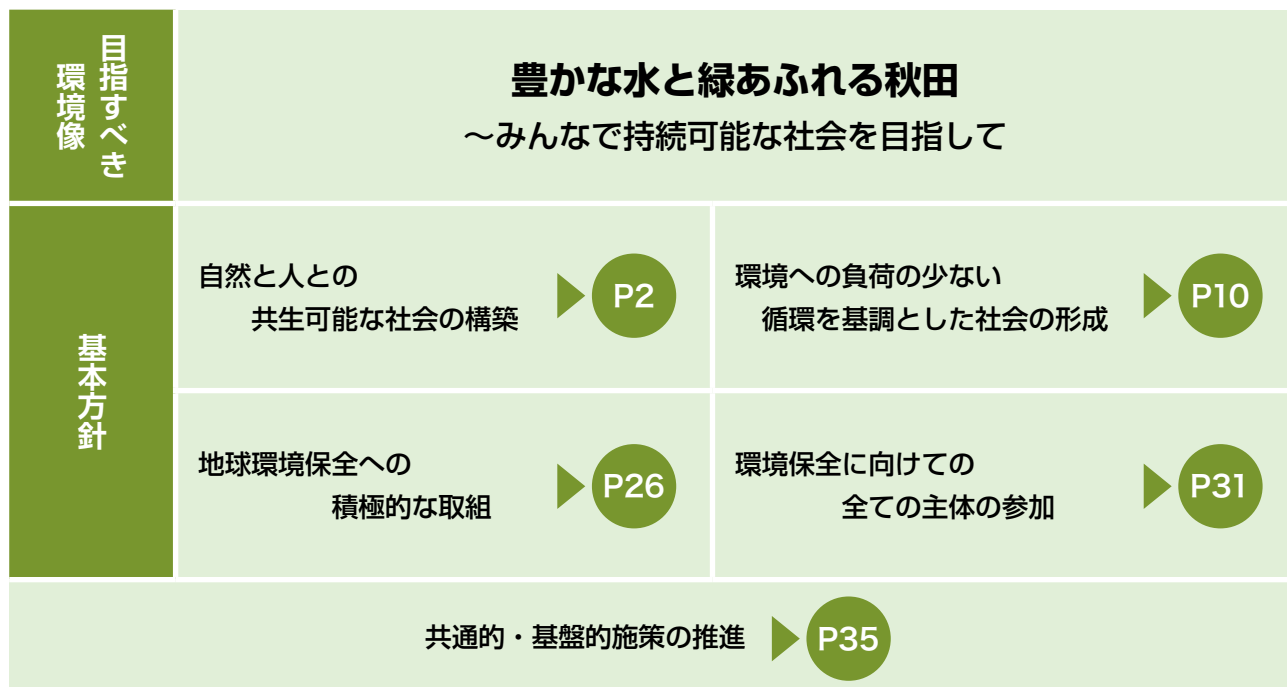 目指すべき
環境像
豊かな水と緑あふれる秋田
～みんなで持続可能な社会を目指して
基本方針
自然と人との
共生可能な社会の構築
P2
環境への負荷の少ない
循環を基調とした社会の形成
P10
地球環境保全への
積極的な取組
P26
環境保全に向けての
全ての主体の参加
P31
共通的・基盤的施策の推進
P35